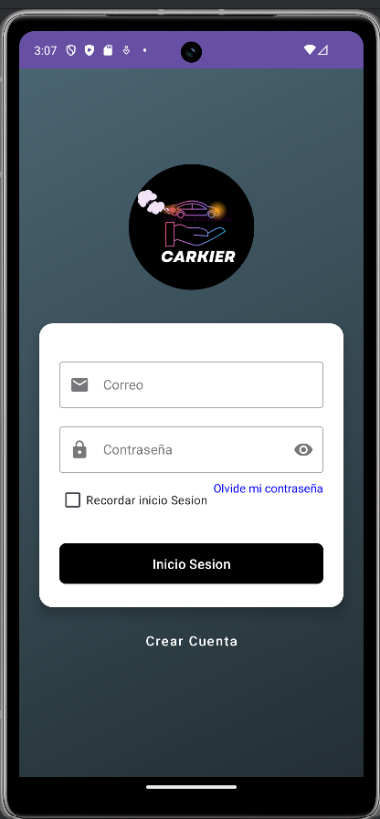 3:07
CARKIER
Correo
Contraseña
Olvide mi contraseña
Recordar inicio Sesion
Inicio Sesion
Crear Cuenta